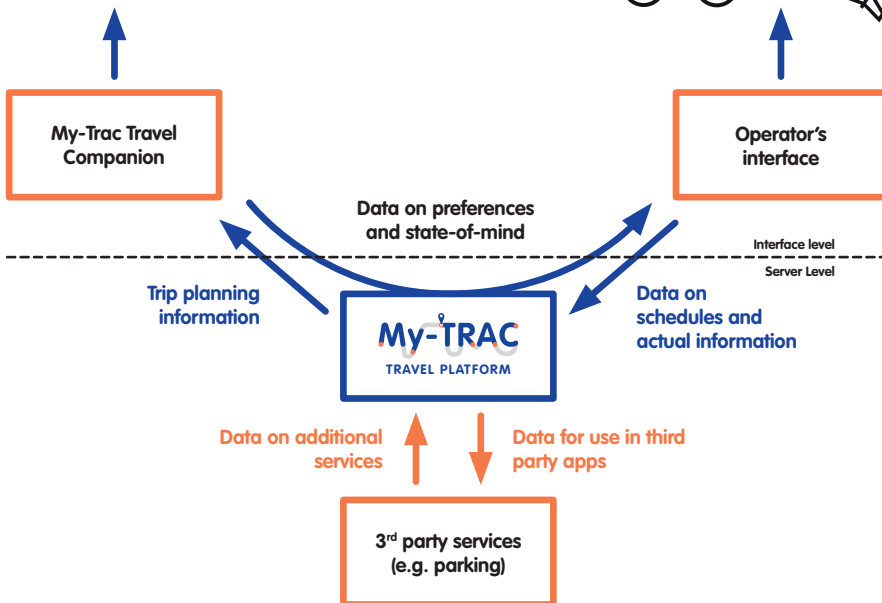 My-Trac Travel
Companion
Operator's
interface
Data on preferences
and state-of-mind
Interface level
Server Level
Trip planning
information
Data on
schedules and
actual information
My-TRAC
TRAVEL PLATFORM
Data on additional
services
Data for use in third
party apps
3rd party services
(e.g. parking)